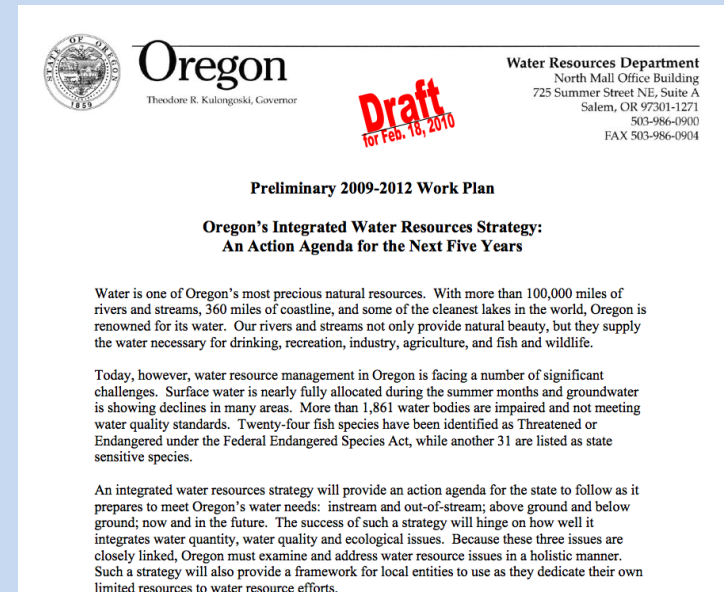 STATE OF OREGON
1859
Oregon
Theodore R. Kulongoski, Governor
Draft
for Feb. 18, 2010
Water Resources Department
North Mall Office Building
725 Summer Street NE, Suite A
Salem, OR 97301-1271
503-986-0900
FAX 503-986-0904
Preliminary 2009-2012 Work Plan
Oregon's Integrated Water Resources Strategy:
An Action Agenda for the Next Five Years
Water is one of Oregon's most precious natural resources.  With more than 100,000 miles of
rivers and streams, 360 miles of coastline, and some of the cleanest lakes in the world, Oregon is
renowned for its water.  Our rivers and streams not only provide natural beauty, but they supply
the water necessary for drinking, recreation, industry, agriculture, and fish and wildlife.
Today, however, water resource management in Oregon is facing a number of significant
challenges.  Surface water is nearly fully allocated during the summer months and groundwater
is showing declines in many areas.  More than 1,861 water bodies are impaired and not meeting
water quality standards.  Twenty-four fish species have been identified as Threatened or
Endangered under the Federal Endangered Species Act, while another 31 are listed as state
sensitive species.
An integrated water resources strategy will provide an action agenda for the state to follow as it
prepares to meet Oregon's water needs:  instream and out-of-stream; above ground and below
ground; now and in the future.  The success of such a strategy will hinge on how well it
integrates water quantity, water quality and ecological issues.  Because these three issues are
closely linked, Oregon must examine and address water resource issues in a holistic manner.
Such a strategy will also provide a framework for local entities to use as they dedicate their own
limited resources to water resource efforts.